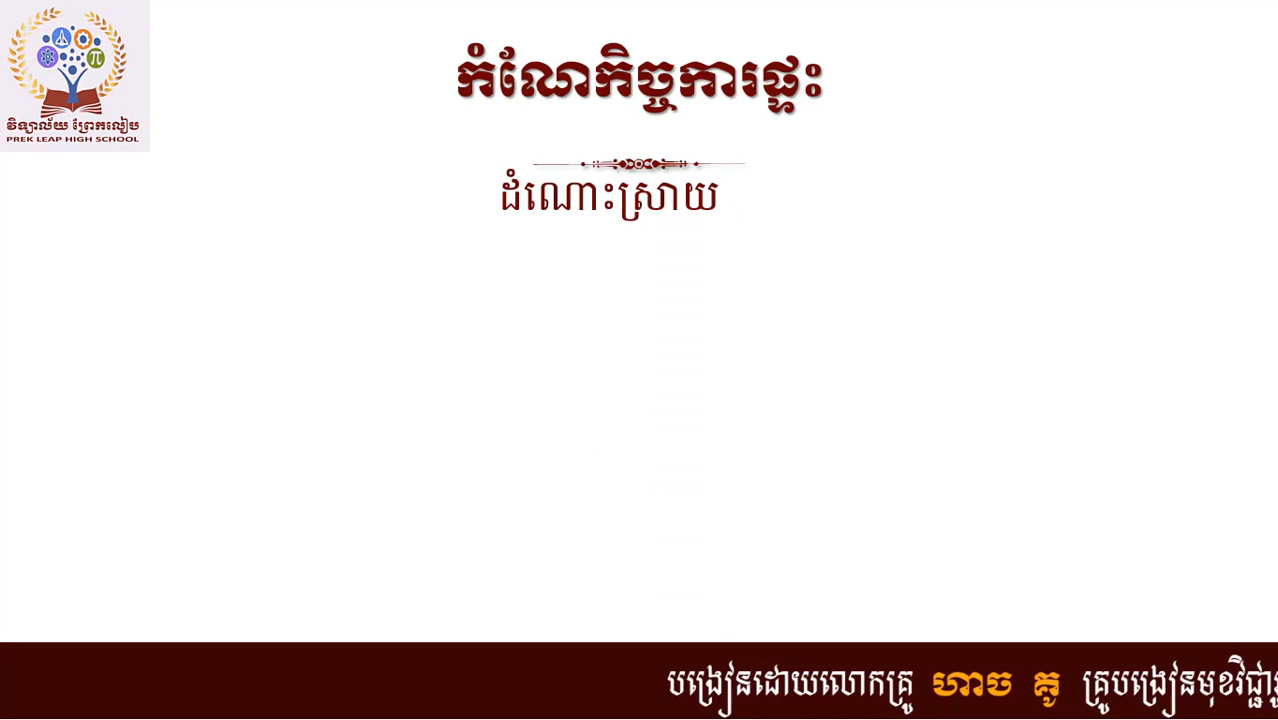 វិទ្យាល័យ ព្រែកលៀប
PREK LEAP HIGH SCHOOL
កំណែកិច្ចការផ្ទះ
ដំណោះស្រាយ
បង្រៀនដោយលោកគ្រូ ហាច គូ គ្រូបង្រៀនមុខវិជ្ជា